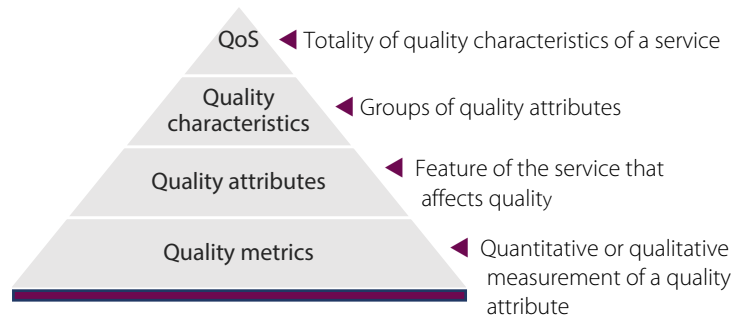 QoS
Totality of quality characteristics of a service
Quality
characteristics
Groups of quality attributes
Quality attributes
Feature of the service that
affects quality
Quality metrics
Quantitative or qualitative
measurement of a quality
attribute